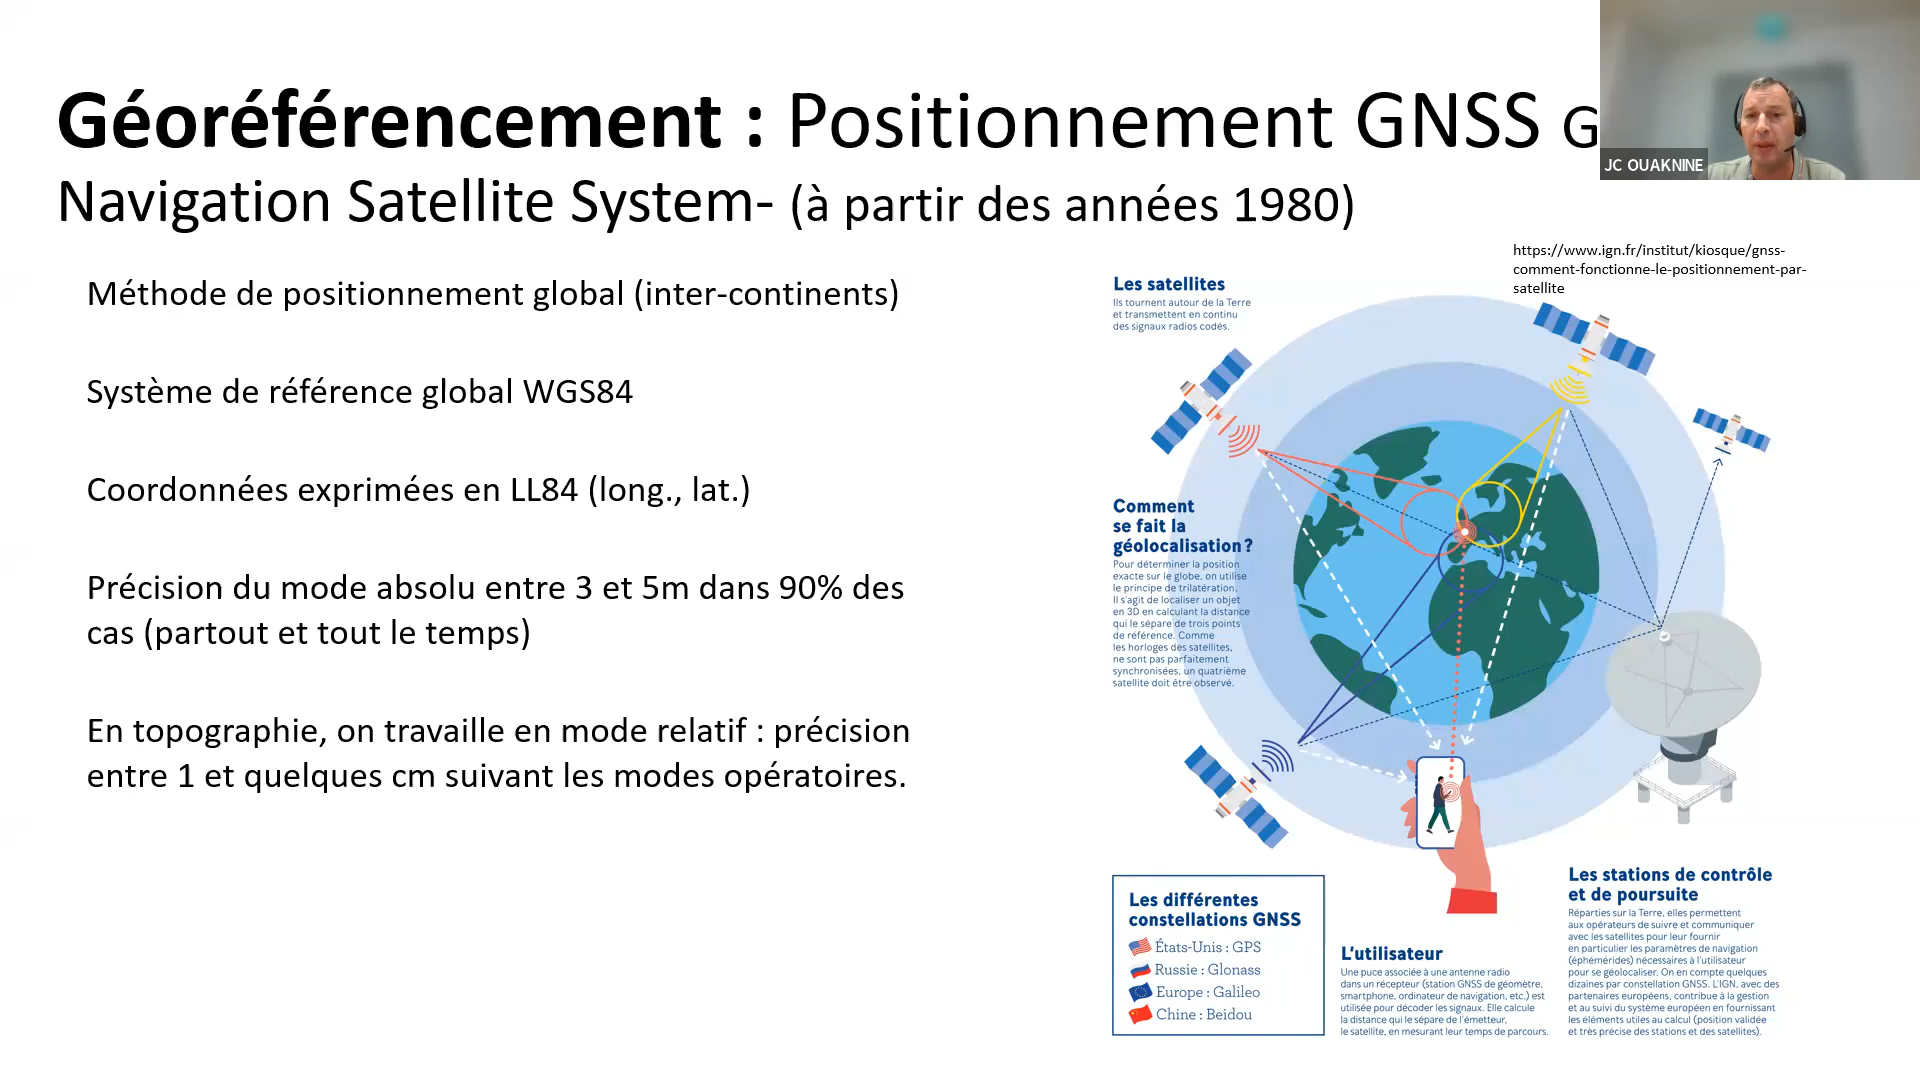 Géoréférencement : Positionnement GNSS G
Navigation Satellite System- (à partir des années 1980)
JC OUAKNINE
Méthode de positionnement global (inter-continents)
Système de référence global WGS84
Coordonnées exprimées en LL84 (long., lat.)
Précision du mode absolu entre 3 et 5m dans 90% des
cas (partout et tout le temps)
En topographie, on travaille en mode relatif : précision
entre 1 et quelques cm suivant les modes opératoires.
https://www.ign.fr/institut/kiosque/gnss-
comment-fonctionne-le-positionnement-par-
satellite
Les satellites
Ils tournent autour de la Terre
et transmettent en continu
des signaux radios codés.
Comment
se fait la
géolocalisation ?
Pour déterminer la position
exacte sur le globe, on utilise
le principe de trilatération.
Il s'agit de localiser un objet
en 3D en calculant la distance
qui le sépare de trois points
de référence. Comme
les horloges des satellites,
ne sont pas parfaitement
synchronisées, un quatrième
satellite doit être observé.
Les différentes
constellations GNSS
États-Unis : GPS
Russie : Glonass
Europe : Galileo
Chine : Beidou
L'utilisateur
Une puce associée à une antenne radio
dans un récepteur (station GNSS de géomètre,
smartphone, ordinateur de navigation, etc.) est
utilisée pour décoder les signaux. Elle calcule
la distance qui le sépare de l'émetteur,
le satellite, en mesurant leur temps de parcours.
Les stations de contrôle
et de poursuite
Réparties sur la Terre, elles permettent
aux opérateurs de suivre et communiquer
avec les satellites pour leur fournir
en particulier les paramètres de navigation
(éphémérides) nécessaires à l'utilisateur
pour se géolocaliser. On en compte quelques
dizaines par constellation GNSS. L'IGN, avec des
partenaires européens, contribue à la gestion
et au suivi du système européen en fournissant
les éléments utiles au calcul (position validée
et très précise des stations et des satellites).